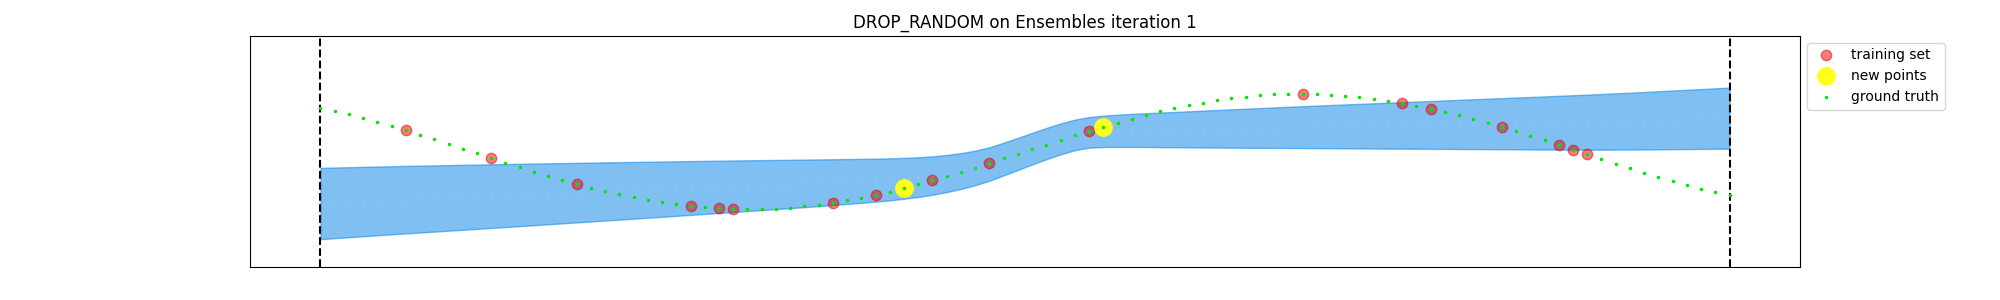 DROP_RANDOM on Ensembles iteration 1
training set
new points
ground truth